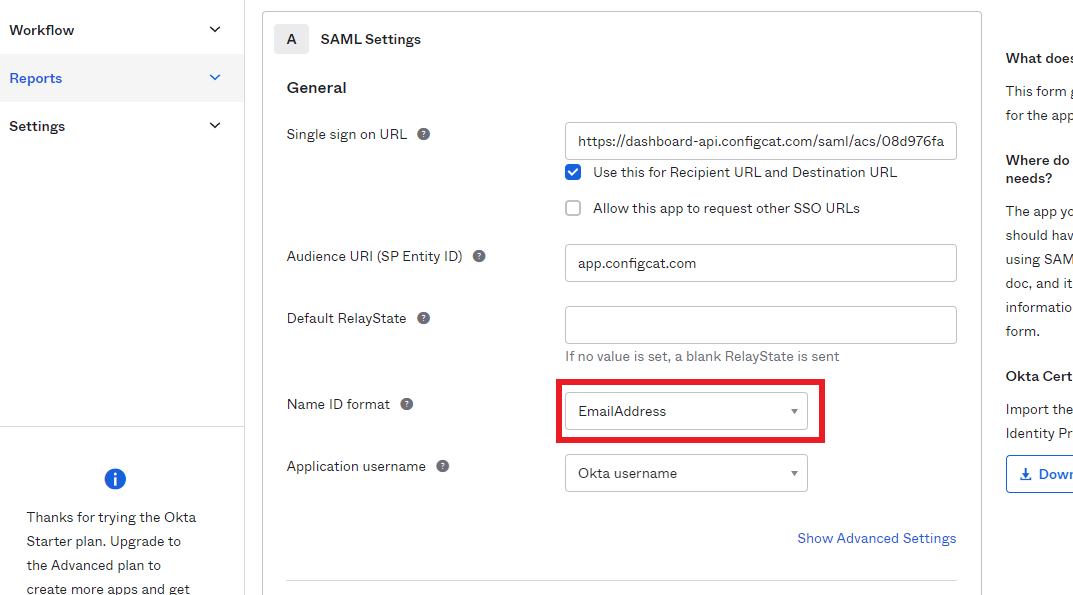 Workflow
Reports
Settings
Thanks for trying the Okta
Starter plan. Upgrade to
the Advanced plan to
create more apps and get
A SAML Settings
General
Single sign on URL ?
https://dashboard-api.configcat.com/saml/acs/08d976fa
Use this for Recipient URL and Destination URL
Allow this app to request other SSO URLs
Audience URI (SP Entity ID) ?
app.configcat.com
Default RelayState ?
If no value is set, a blank RelayState is sent
Name ID format ?
EmailAddress
Application username ?
Okta username
Show Advanced Settings
What does
This form
for the app
Where do
needs?
The app
should
using SAM
doc, and it
form.
Okta Cert
Import the
Identity